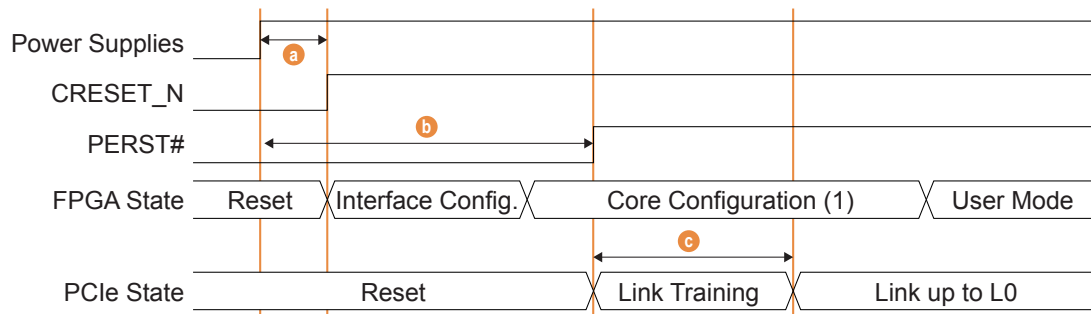 Power Supplies
a
CRESET_N
b
PERST#
FPGA State
Reset
Interface Config.
Core Configuration (1)
User Mode
c
PCIe State
Reset
Link Training
Link up to L0